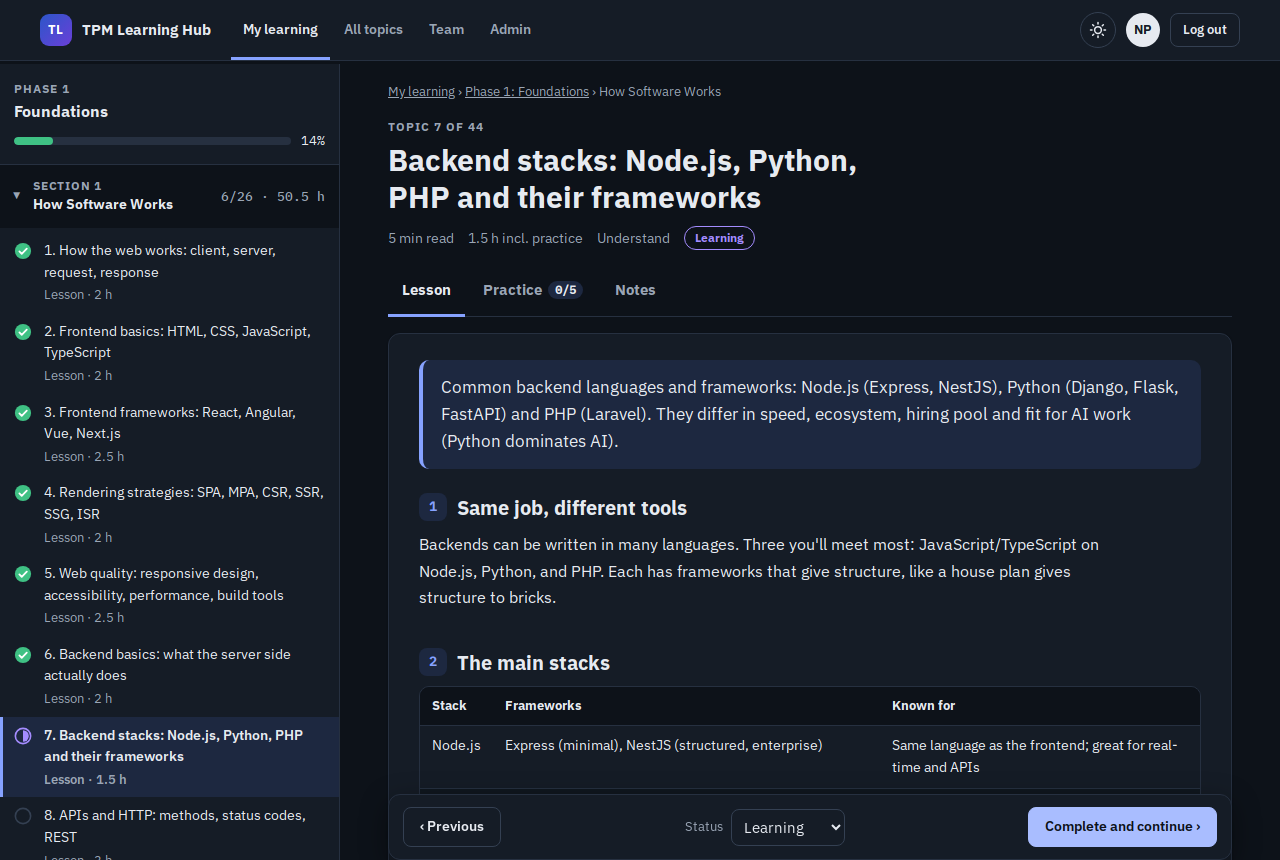 TL TPM Learning Hub My learning All topics Team Admin NP Log out
PHASE 1
Foundations
14%
SECTION 1
How Software Works
6/26 · 50.5 h
1. How the web works: client, server,
request, response
Lesson · 2 h
2. Frontend basics: HTML, CSS, JavaScript,
TypeScript
Lesson · 2 h
3. Frontend frameworks: React, Angular,
Vue, Next.js
Lesson · 2.5 h
4. Rendering strategies: SPA, MPA, CSR, SSR,
SSG, ISR
Lesson · 2 h
5. Web quality: responsive design,
accessibility, performance, build tools
Lesson · 2.5 h
6. Backend basics: what the server side
actually does
Lesson · 2 h
7. Backend stacks: Node.js, Python, PHP
and their frameworks
Lesson · 1.5 h
8. APIs and HTTP: methods, status codes,
REST
My learning › Phase 1: Foundations › How Software Works
TOPIC 7 OF 44
Backend stacks: Node.js, Python,
PHP and their frameworks
5 min read 1.5 h incl. practice Understand Learning
Lesson Practice 0/5 Notes
Common backend languages and frameworks: Node.js (Express, NestJS), Python (Django, Flask,
FastAPI) and PHP (Laravel). They differ in speed, ecosystem, hiring pool and fit for AI work
(Python dominates AI).
1 Same job, different tools
Backends can be written in many languages. Three you'll meet most: JavaScript/TypeScript on
Node.js, Python, and PHP. Each has frameworks that give structure, like a house plan gives
structure to bricks.
2 The main stacks
Stack Frameworks Known for
Node.js Express (minimal), NestJS (structured, enterprise) Same language as the frontend; great for real-
time and APIs
‹ Previous Status Learning Complete and continue ›